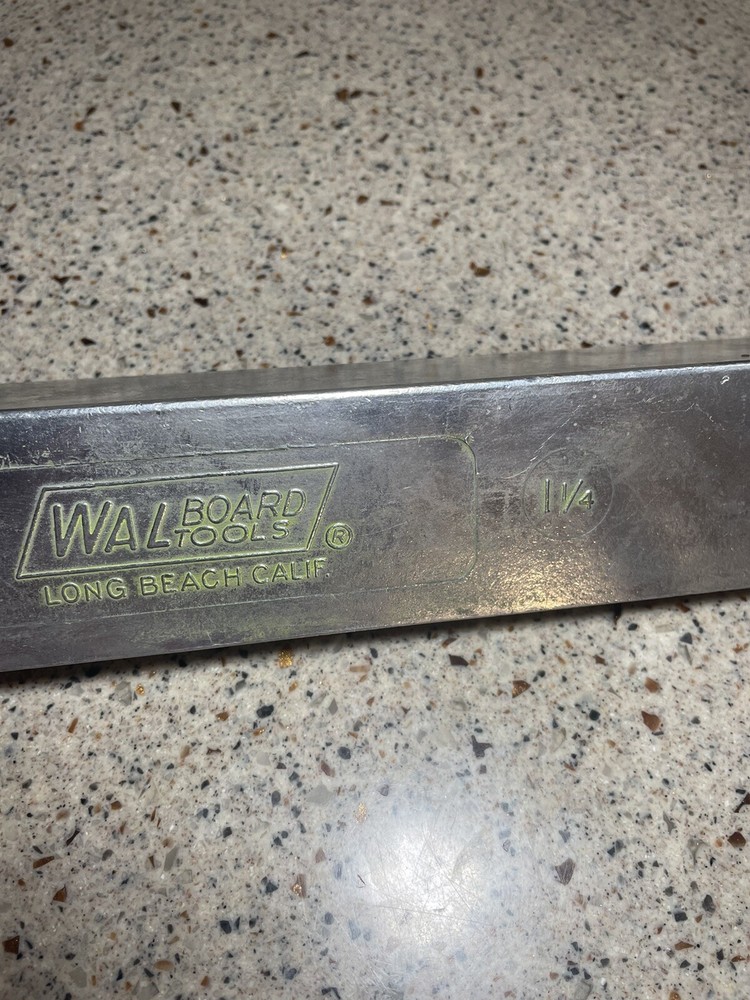 WAL BOARD
TOOLS ®
LONG BEACH CALIF.
1 1/4